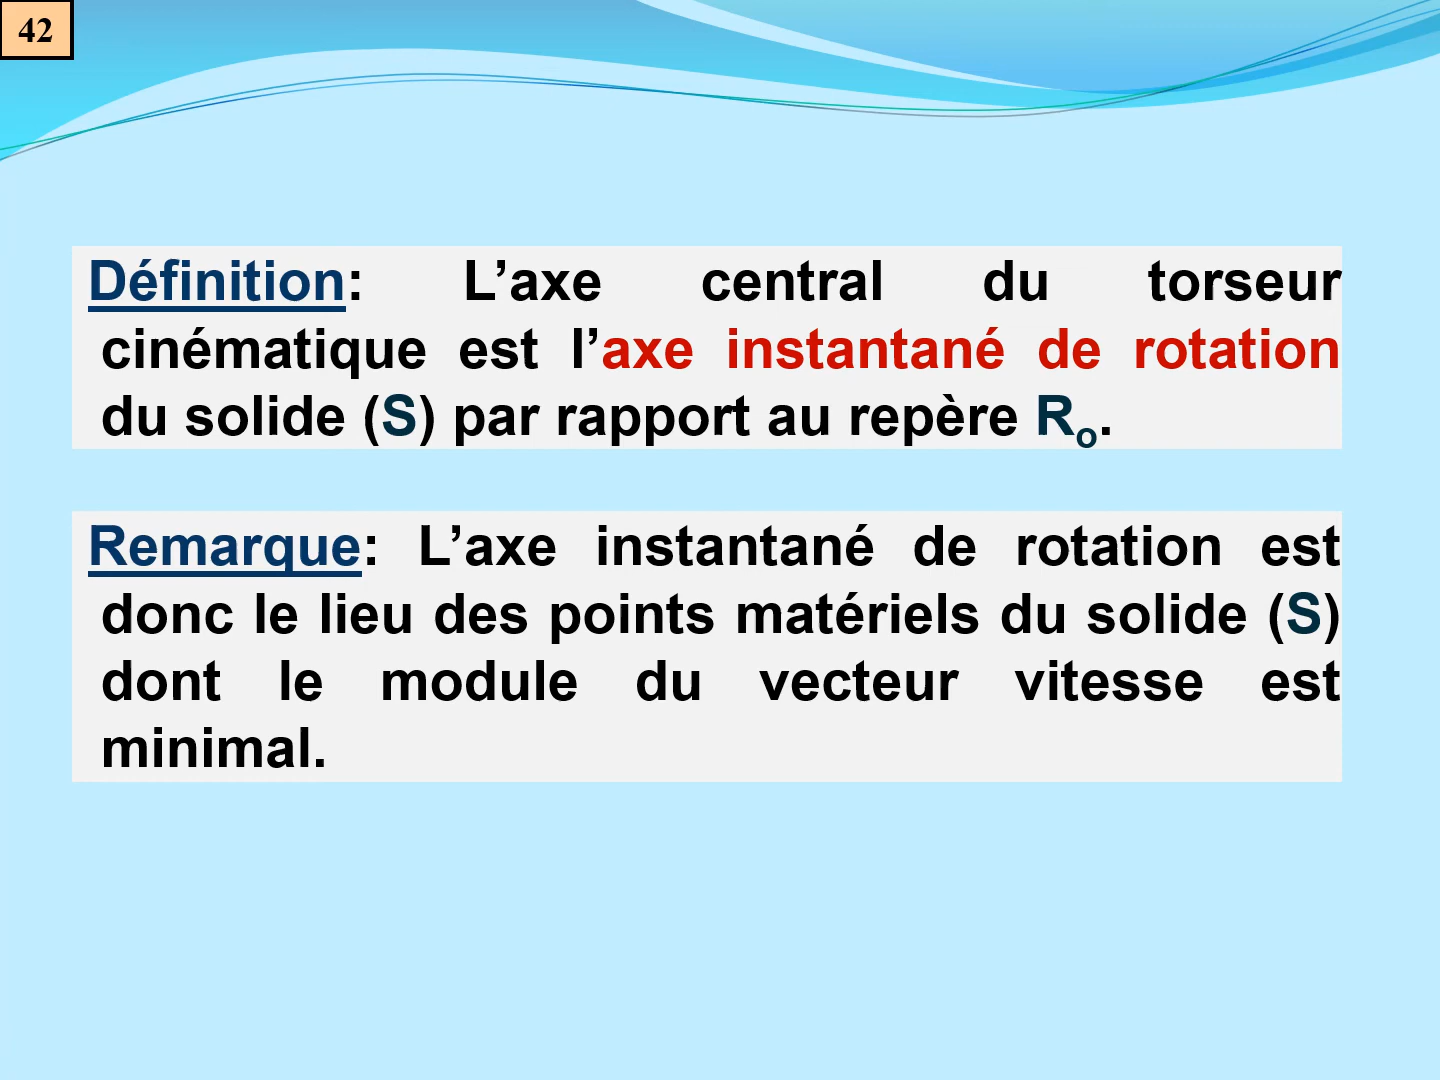 42
Définition: L’axe central du torseur
cinématique est l’axe instantané de rotation
du solide (S) par rapport au repère Ro.
Remarque: L’axe instantané de rotation est
donc le lieu des points matériels du solide (S)
dont le module du vecteur vitesse est
minimal.